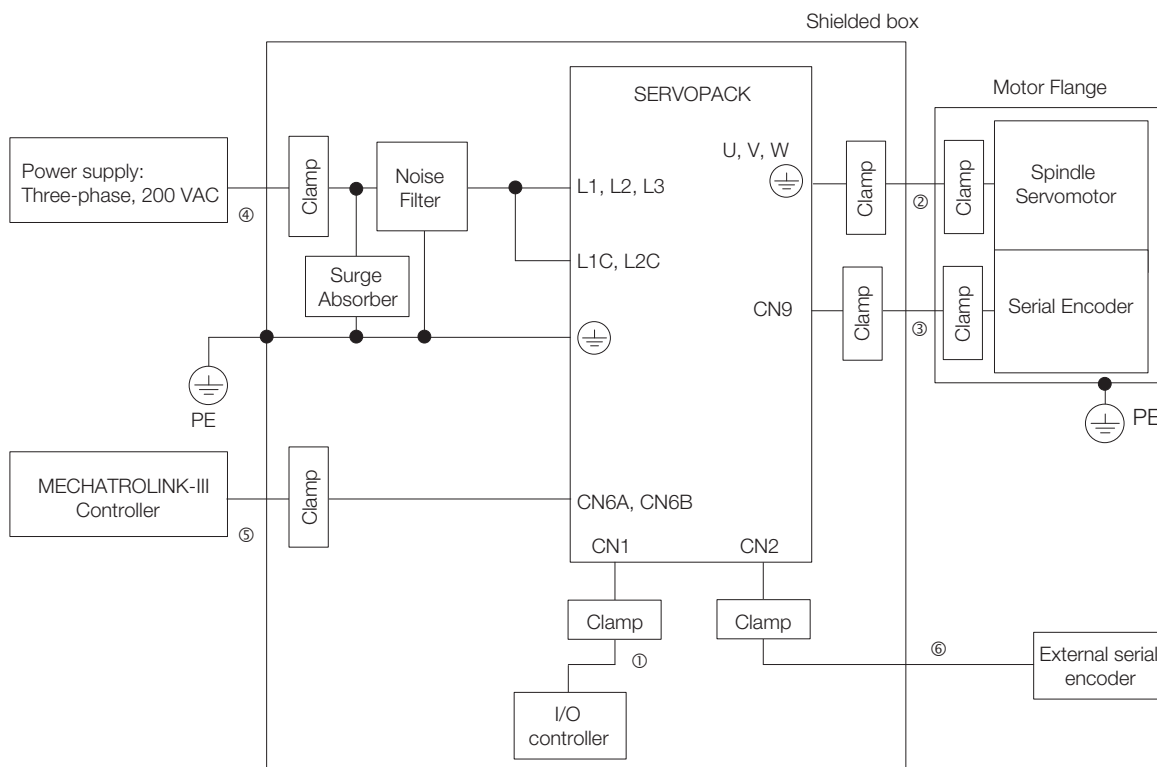 Shielded box
SERVOPACK
Motor Flange
Power supply:
Three-phase, 200 VAC
④
Clamp
Noise
Filter
L1, L2, L3
U, V, W
Clamp
②
Clamp
Spindle
Servomotor
Surge
Absorber
L1C, L2C
CN9
Clamp
③
Clamp
Serial Encoder
PE
PE
MECHATROLINK-III
Controller
⑤
Clamp
CN6A, CN6B
CN1
CN2
Clamp
Clamp
①
⑥
I/O
controller
External serial
encoder